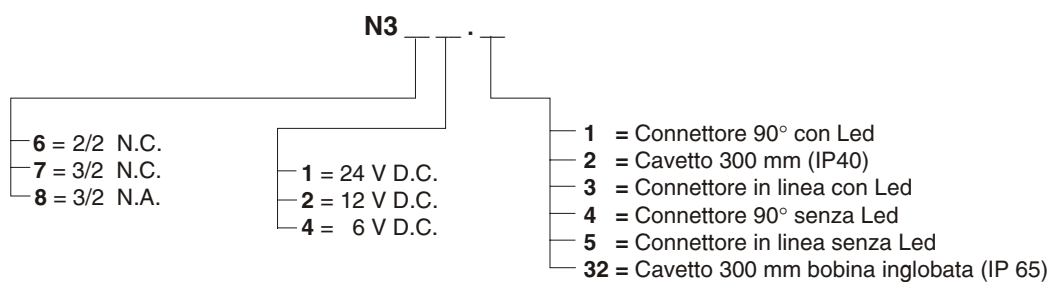 N3 _ _ . _
6 = 2/2 N.C.
7 = 3/2 N.C.
8 = 3/2 N.A.
1 = 24 V D.C.
2 = 12 V D.C.
4 = 6 V D.C.
1 = Connettore 90° con Led
2 = Cavetto 300 mm (IP40)
3 = Connettore in linea con Led
4 = Connettore 90° senza Led
5 = Connettore in linea senza Led
32 = Cavetto 300 mm bobina inglobata (IP 65)